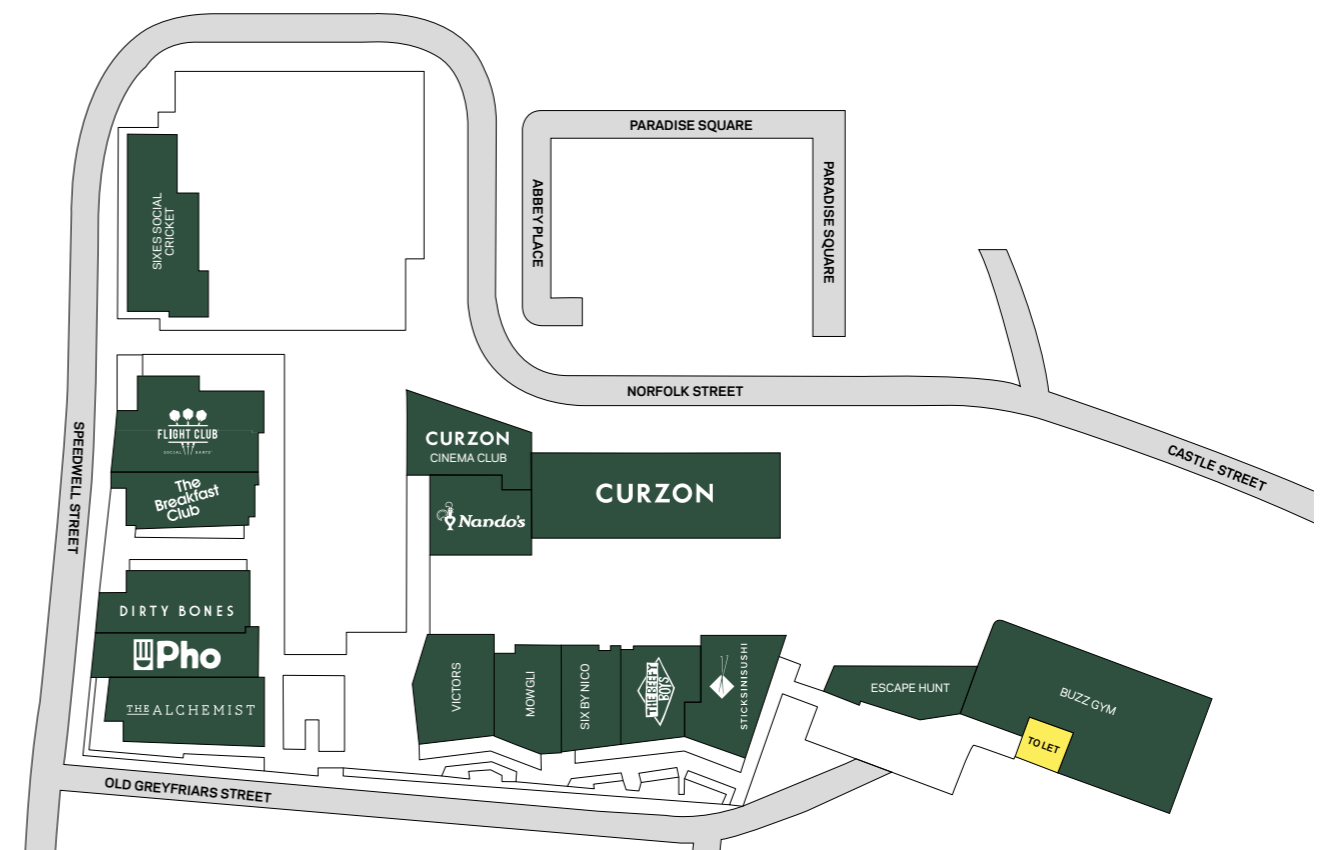 PARADISE SQUARE
PARADISE SQUARE
ABBEY PLACE
SIXES SOCIAL
CRICKET
NORFOLK STREET
CASTLE STREET
SPEEDWELL STREET
FLIGHT CLUB
SOCIAL DARTS
The
Breakfast
Club
CURZON
CINEMA CLUB
CURZON
Nando's
DIRTY BONES
Pho
THE ALCHEMIST
VICTORS
MOWGLI
SIX BY NICO
THE BEEFY
BOYS
STICKSNSUSHI
ESCAPE HUNT
BUZZ GYM
TO LET
OLD GREYFRIARS STREET